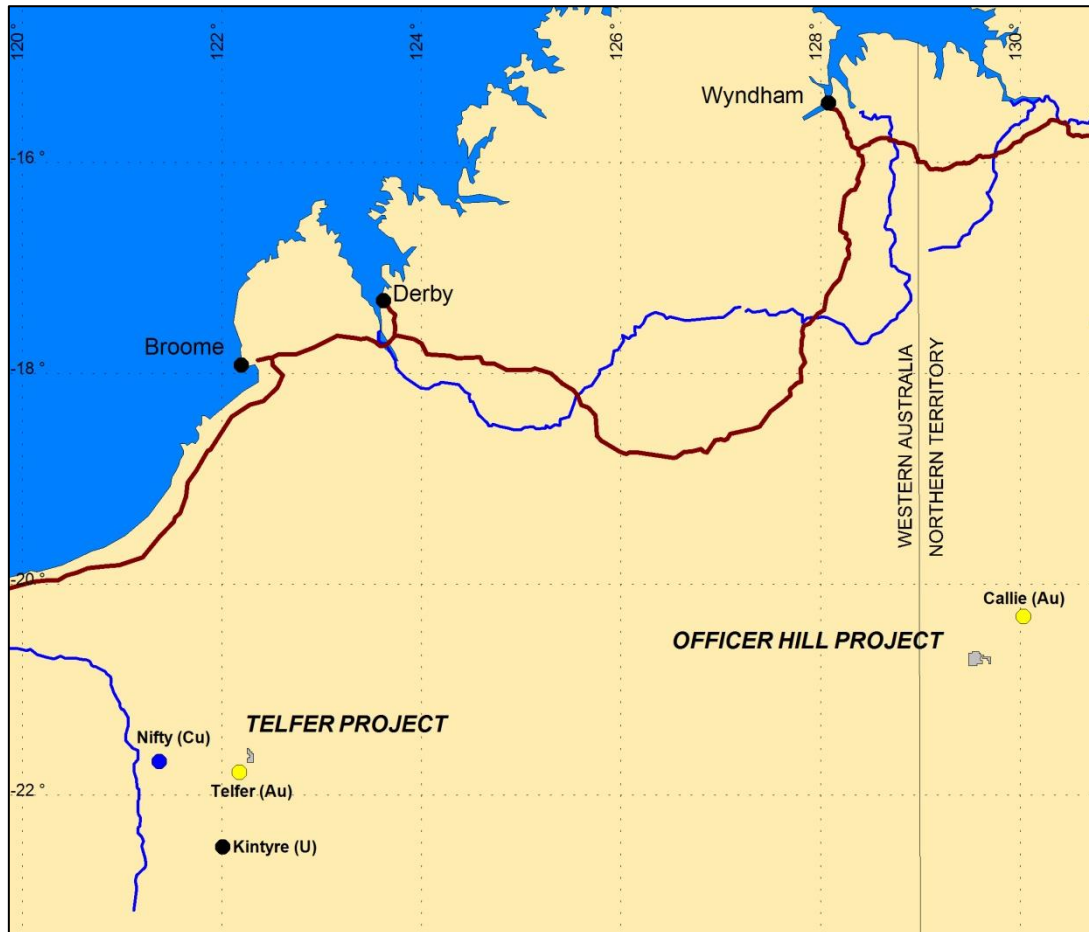 120°
122°
124°
126°
128°
130°
Wyndham
-16°
Derby
Broome
-18°
WESTERN AUSTRALIA
NORTHERN TERRITORY
-20°
Callie (Au)
OFFICER HILL PROJECT
TELFER PROJECT
Nifty (Cu)
Telfer (Au)
-22°
Kintyre (U)